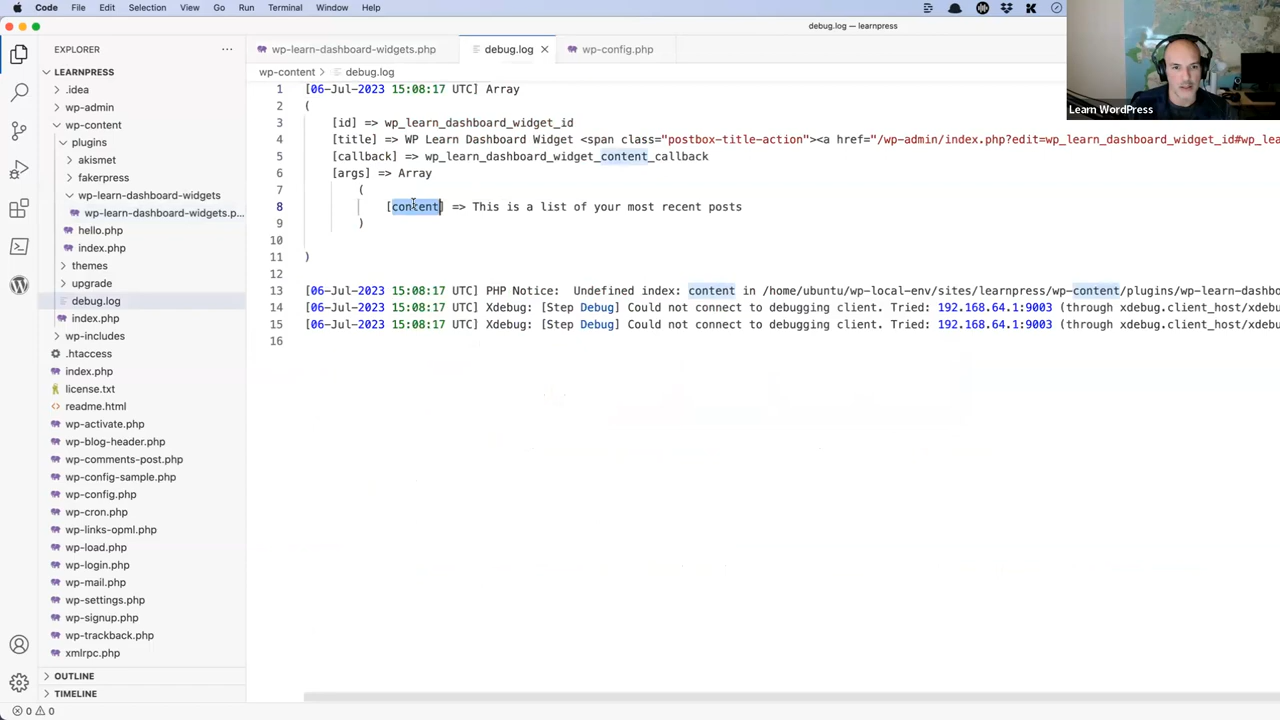 Code File Edit Selection View Go Run Terminal Window Help
debug.log — learnpress
EXPLORER
LEARNPRESS
.idea
wp-admin
wp-content
plugins
akismet
fakerpress
wp-learn-dashboard-widgets
wp-learn-dashboard-widgets.p...
hello.php
index.php
themes
upgrade
debug.log
index.php
wp-includes
.htaccess
index.php
license.txt
readme.html
wp-activate.php
wp-blog-header.php
wp-comments-post.php
wp-config-sample.php
wp-config.php
wp-cron.php
wp-links-opml.php
wp-load.php
wp-login.php
wp-mail.php
wp-settings.php
wp-signup.php
wp-trackback.php
xmlrpc.php
OUTLINE
TIMELINE
0 0
wp-learn-dashboard-widgets.php debug.log wp-config.php
wp-content > debug.log
1 [06-Jul-2023 15:08:17 UTC] Array
2 (
3 [id] => wp_learn_dashboard_widget_id
4 [title] => WP Learn Dashboard Widget <span class="postbox-title-action"><a href="/wp-admin/index.php?edit=wp_learn_dashboard_widget_id#wp_le
5 [callback] => wp_learn_dashboard_widget_content_callback
6 [args] => Array
7 (
8 [content] => This is a list of your most recent posts
9 )
10
11 )
12
13 [06-Jul-2023 15:08:17 UTC] PHP Notice:  Undefined index: content in /home/ubuntu/wp-local-env/sites/learnpress/wp-content/plugins/wp-learn-dashbo
14 [06-Jul-2023 15:08:17 UTC] Xdebug: [Step Debug] Could not connect to debugging client. Tried: 192.168.64.1:9003 (through xdebug.client_host/xdeb
15 [06-Jul-2023 15:08:17 UTC] Xdebug: [Step Debug] Could not connect to debugging client. Tried: 192.168.64.1:9003 (through xdebug.client_host/xdeb
16
Learn WordPress